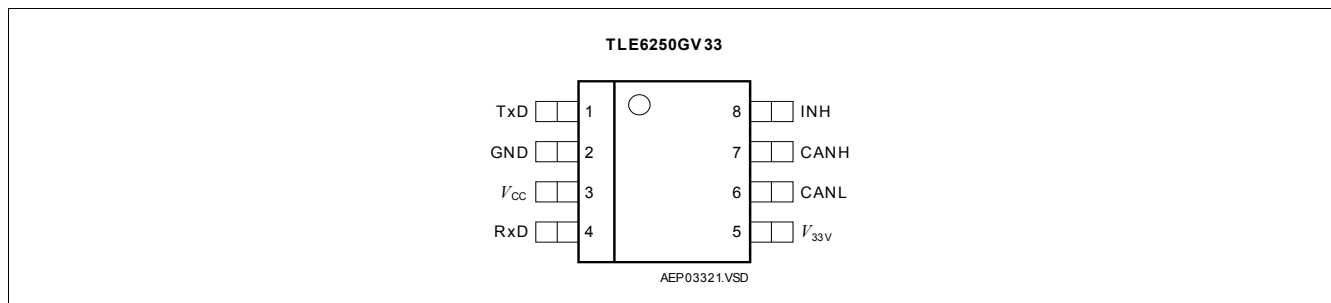 TLE6250GV33
TxD 1 8 INH
GND 2 7 CANH
VCC 3 6 CANL
RxD 4 5 V33V
AEP03321.VSD